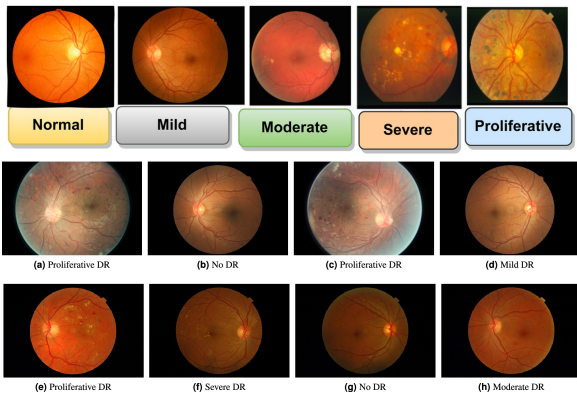 Normal
Mild
Moderate
Severe
Proliferative
(a) Proliferative DR
(b) No DR
(c) Proliferative DR
(d) Mild DR
(e) Proliferative DR
(f) Severe DR
(g) No DR
(h) Moderate DR